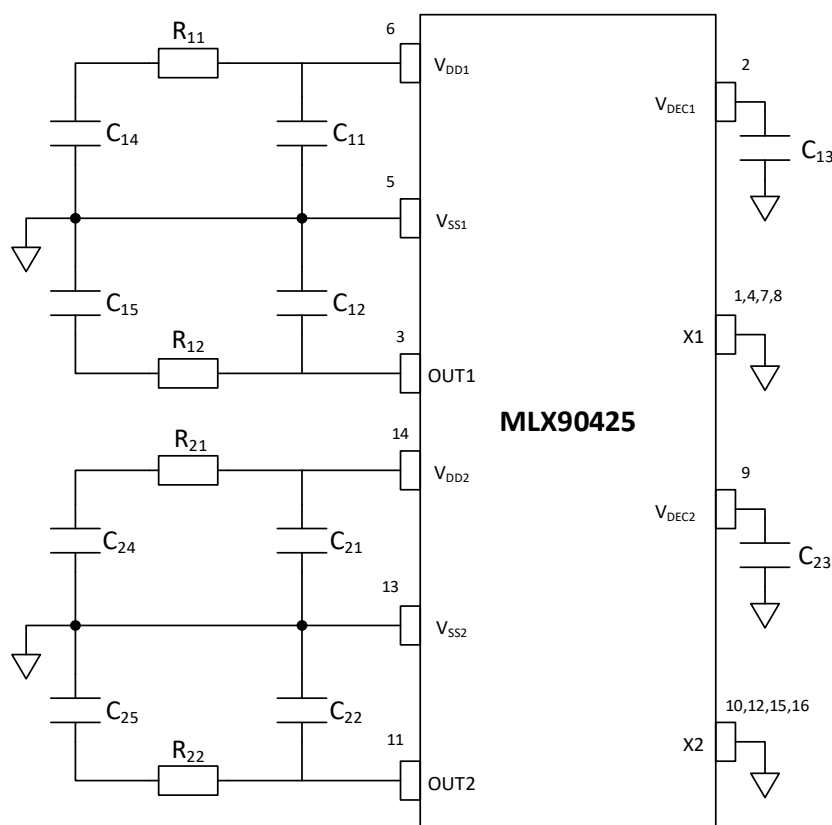 R11
6
VDD1
2
VDEC1
C14
C11
C13
5
VSS1
C15
C12
1,4,7,8
X1
R12
3
OUT1
MLX90425
R21
14
VDD2
9
VDEC2
C24
C21
C23
13
VSS2
C25
C22
10,12,15,16
X2
R22
11
OUT2